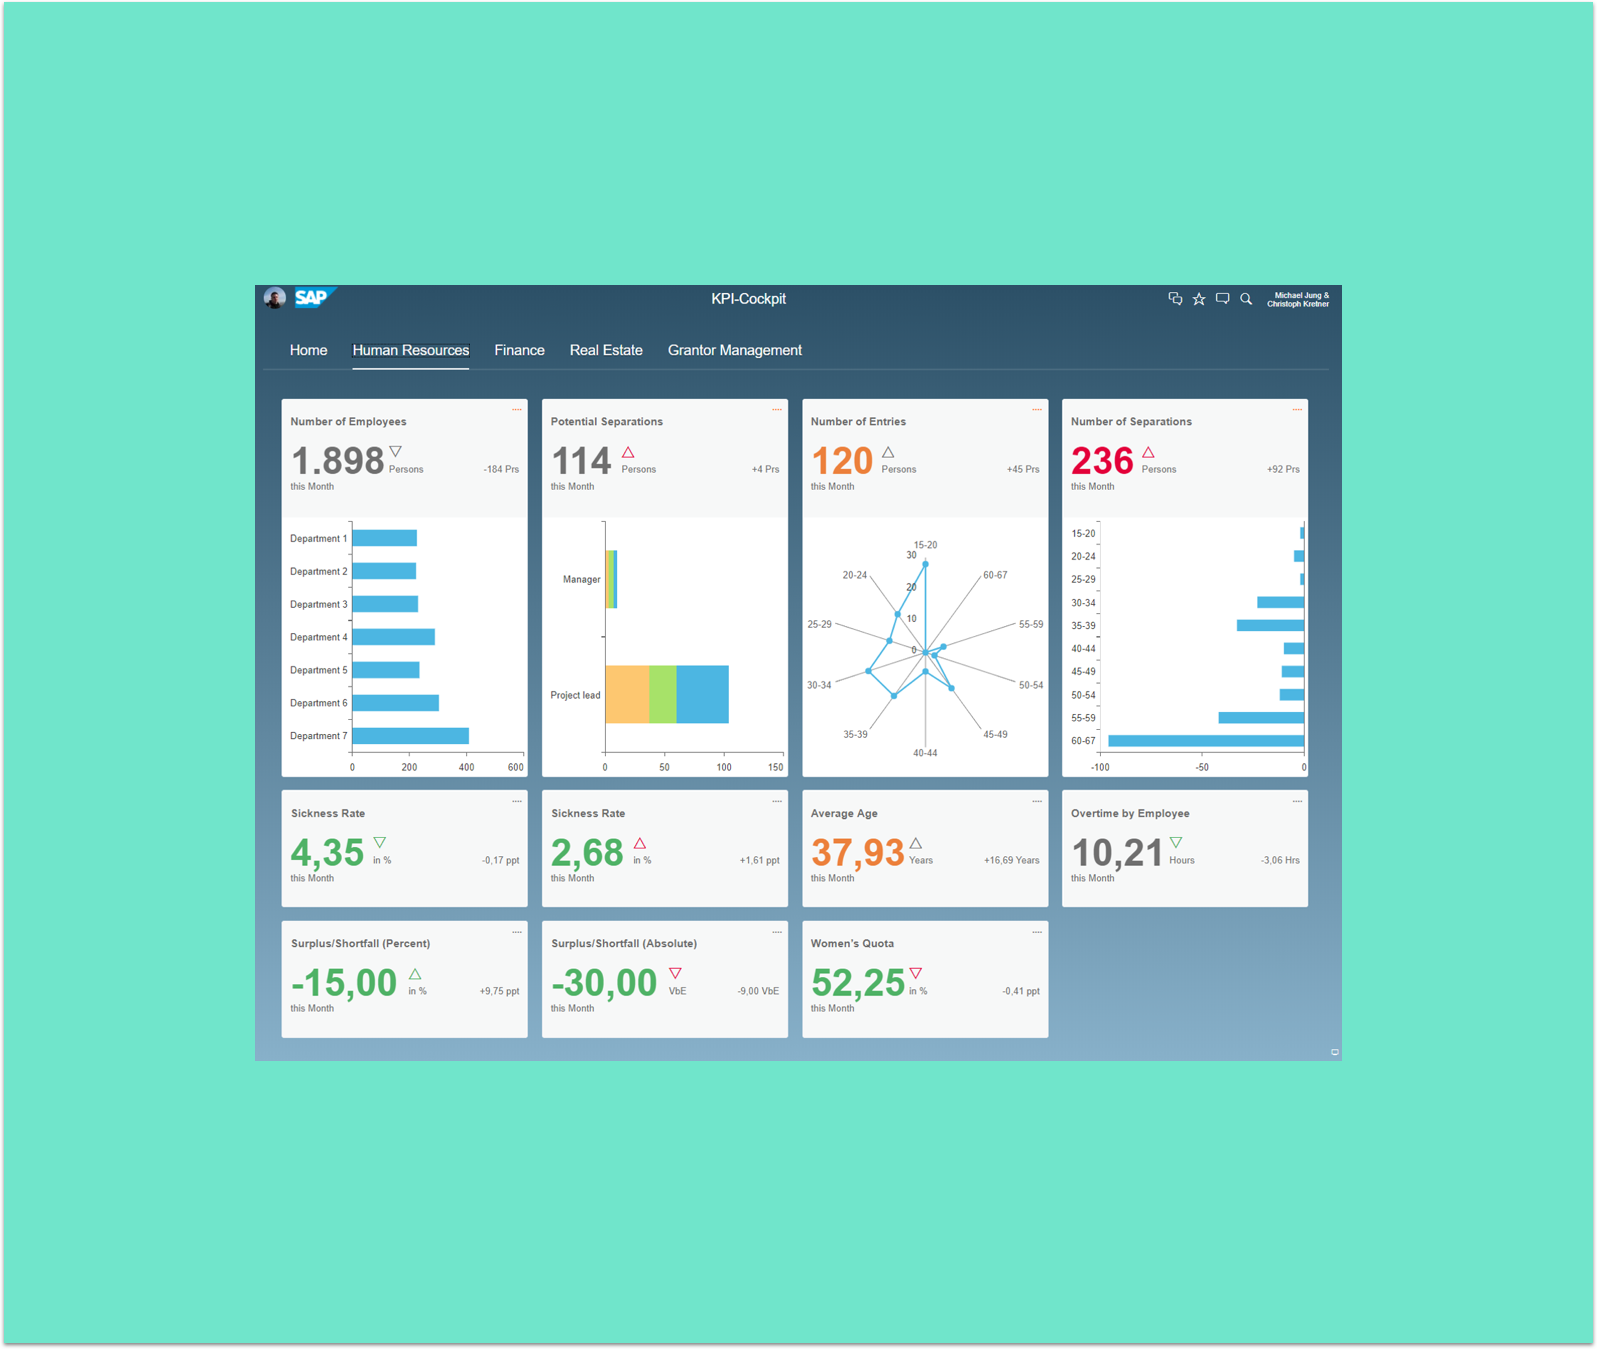 SAP
KPI-Cockpit
Michael Jung &
Christoph Kretner
Home
Human Resources
Finance
Real Estate
Grantor Management
Number of Employees
1.898
Persons
-184 Prs
this Month
Department 1
Department 2
Department 3
Department 4
Department 5
Department 6
Department 7
0 200 400 600
Potential Separations
114
Persons
+4 Prs
this Month
Manager
Project lead
0 50 100 150
Number of Entries
120
Persons
+45 Prs
this Month
15-20
30
20-24
60-67
20
10
25-29
55-59
0
30-34
50-54
35-39
45-49
40-44
Number of Separations
236
Persons
+92 Prs
this Month
15-20
20-24
25-29
30-34
35-39
40-44
45-49
50-54
55-59
60-67
-100 -50 0
Sickness Rate
4,35
in %
-0,17 ppt
this Month
Sickness Rate
2,68
in %
+1,61 ppt
this Month
Average Age
37,93
Years
+16,69 Years
this Month
Overtime by Employee
10,21
Hours
-3,06 Hrs
this Month
Surplus/Shortfall (Percent)
-15,00
in %
+9,75 ppt
this Month
Surplus/Shortfall (Absolute)
-30,00
VbE
-9,00 VbE
this Month
Women's Quota
52,25
in %
-0,41 ppt
this Month